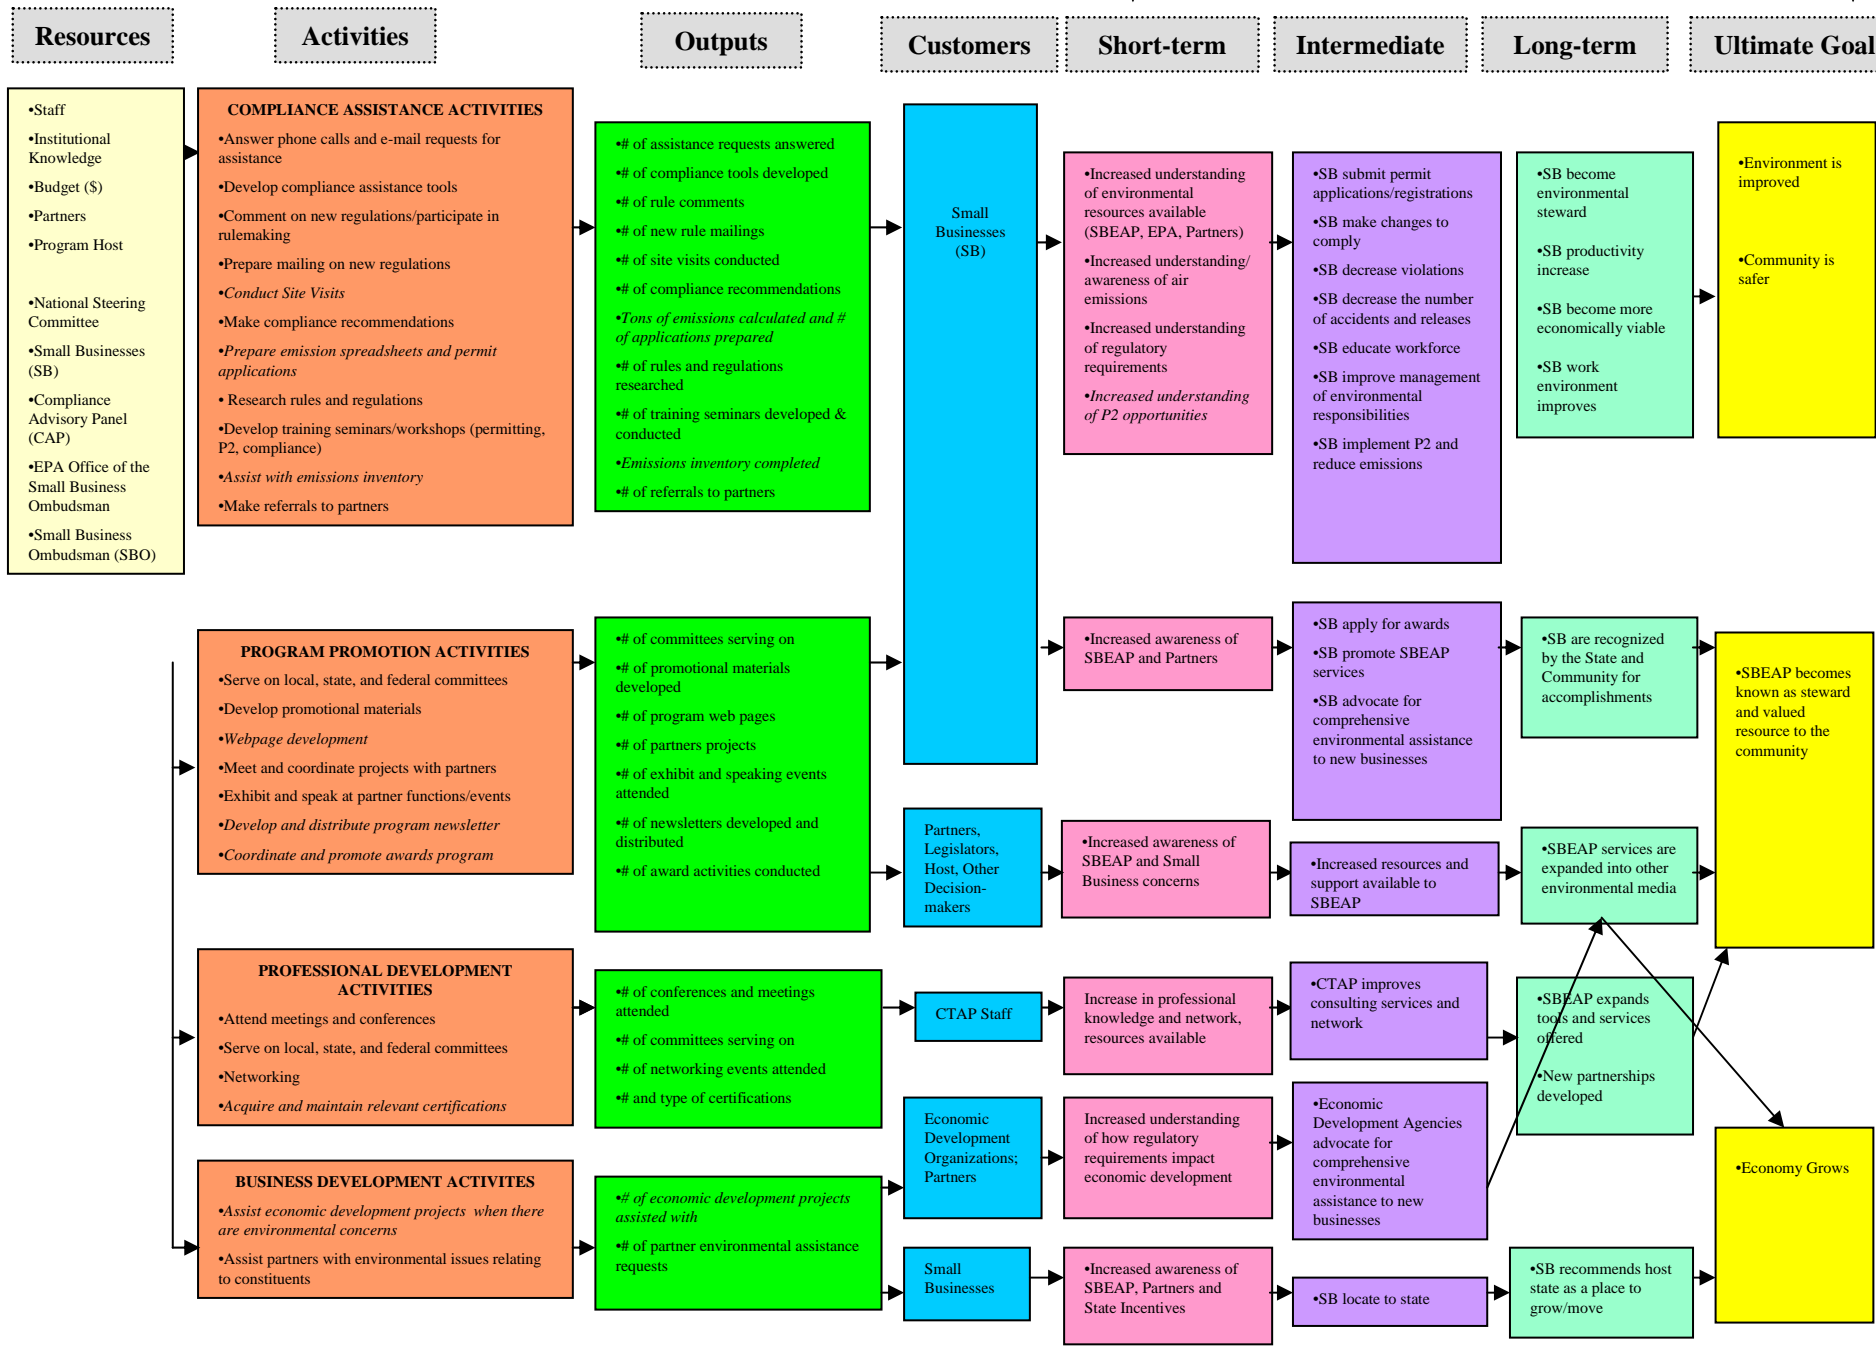 Resources
Activities
Outputs
Customers
Short-term
Intermediate
Long-term
Ultimate Goal
•Staff
•Institutional
Knowledge
•Budget ($)
•Partners
•Program Host
•National Steering
Committee
•Small Businesses
(SB)
•Compliance
Advisory Panel
(CAP)
•EPA Office of the
Small Business
Ombudsman
•Small Business
Ombudsman (SBO)
COMPLIANCE ASSISTANCE ACTIVITIES
•Answer phone calls and e-mail requests for
assistance
•Develop compliance assistance tools
•Comment on new regulations/participate in
rulemaking
•Prepare mailing on new regulations
•Conduct Site Visits
•Make compliance recommendations
•Prepare emission spreadsheets and permit
applications
• Research rules and regulations
•Develop training seminars/workshops (permitting,
P2, compliance)
•Assist with emissions inventory
•Make referrals to partners
•# of assistance requests answered
•# of compliance tools developed
•# of rule comments
•# of new rule mailings
•# of site visits conducted
•# of compliance recommendations
•Tons of emissions calculated and #
of applications prepared
•# of rules and regulations
researched
•# of training seminars developed &
conducted
•Emissions inventory completed
•# of referrals to partners
Small
Businesses
(SB)
•Increased understanding
of environmental
resources available
(SBEAP, EPA, Partners)
•Increased understanding/
awareness of air
emissions
•Increased understanding
of regulatory
requirements
•Increased understanding
of P2 opportunities
•SB submit permit
applications/registrations
•SB make changes to
comply
•SB decrease violations
•SB decrease the number
of accidents and releases
•SB educate workforce
•SB improve management
of environmental
responsibilities
•SB implement P2 and
reduce emissions
•SB become
environmental
steward
•SB productivity
increase
•SB become more
economically viable
•SB work
environment
improves
•Environment is
improved
•Community is
safer
PROGRAM PROMOTION ACTIVITIES
•Serve on local, state, and federal committees
•Develop promotional materials
•Webpage development
•Meet and coordinate projects with partners
•Exhibit and speak at partner functions/events
•Develop and distribute program newsletter
•Coordinate and promote awards program
•# of committees serving on
•# of promotional materials
developed
•# of program web pages
•# of partners projects
•# of exhibit and speaking events
attended
•# of newsletters developed and
distributed
•# of award activities conducted
•Increased awareness of
SBEAP and Partners
•SB apply for awards
•SB promote SBEAP
services
•SB advocate for
comprehensive
environmental assistance
to new businesses
•SB are recognized
by the State and
Community for
accomplishments
•SBEAP becomes
known as steward
and valued
resource to the
community
Partners,
Legislators,
Host, Other
Decision-
makers
•Increased awareness of
SBEAP and Small
Business concerns
•Increased resources and
support available to
SBEAP
•SBEAP services are
expanded into other
environmental media
PROFESSIONAL DEVELOPMENT
ACTIVITIES
•Attend meetings and conferences
•Serve on local, state, and federal committees
•Networking
•Acquire and maintain relevant certifications
•# of conferences and meetings
attended
•# of committees serving on
•# of networking events attended
•# and type of certifications
CTAP Staff
Increase in professional
knowledge and network,
resources available
•CTAP improves
consulting services and
network
•SBEAP expands
tools and services
offered
•New partnerships
developed
BUSINESS DEVELOPMENT ACTIVITES
•Assist economic development projects when there
are environmental concerns
•Assist partners with environmental issues relating
to constituents
•# of economic development projects
assisted with
•# of partner environmental assistance
requests
Economic
Development
Organizations;
Partners
Increased understanding
of how regulatory
requirements impact
economic development
•Economic
Development Agencies
advocate for
comprehensive
environmental
assistance to new
businesses
•Economy Grows
Small
Businesses
•Increased awareness of
SBEAP, Partners and
State Incentives
•SB locate to state
•SB recommends host
state as a place to
grow/move